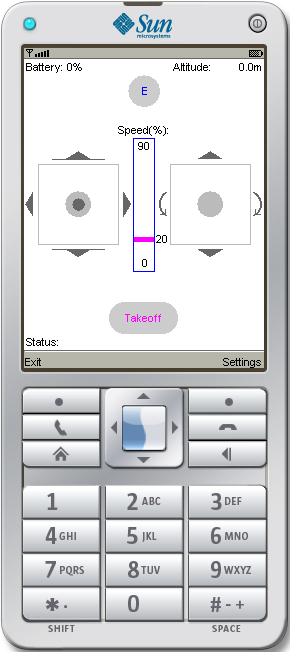 Sun
microsystems
Battery: 0% Altitude: 0.0m
E
Speed(%):
90
20
0
Takeoff
Status:
Exit Settings
1 2 ABC 3 DEF
4 GHI 5 JKL 6 MNO
7 PQRS 8 TUV 9 WXYZ
* . 0 # - +
SHIFT SPACE